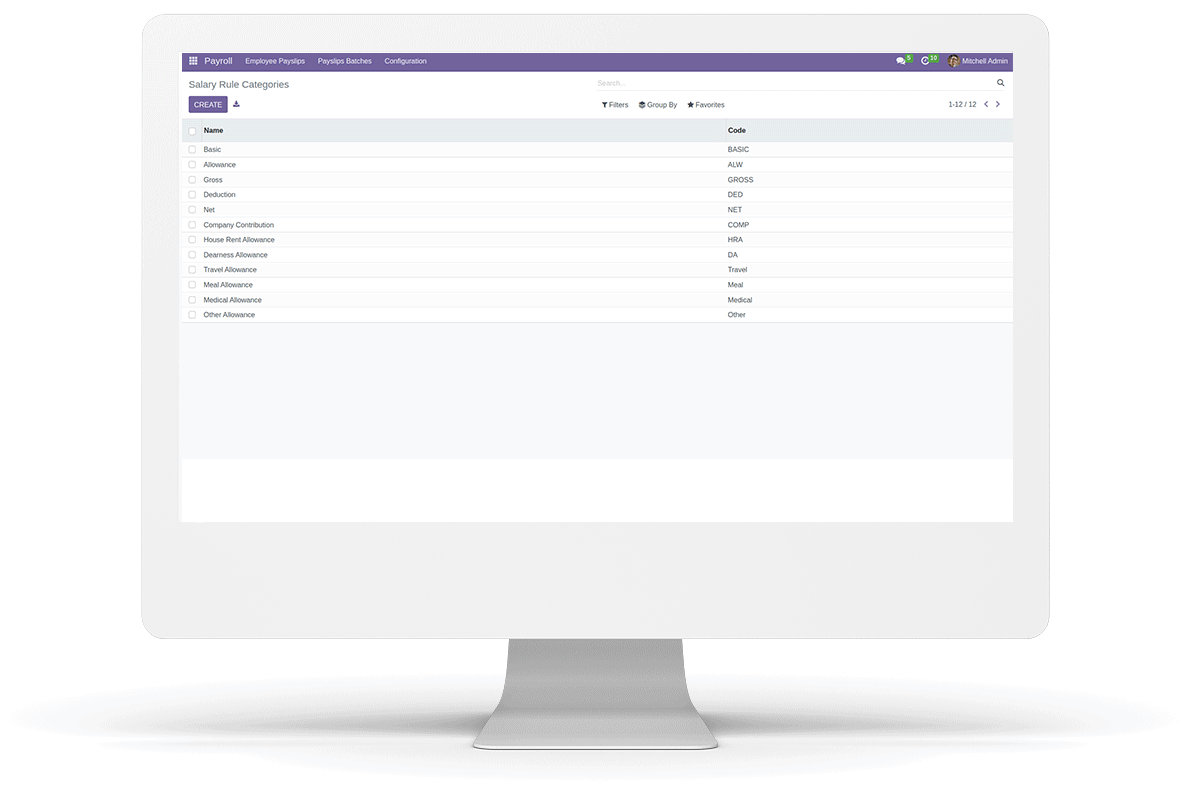 Payroll Employee Payslips Payslips Batches Configuration 5 10 Mitchell Admin
Salary Rule Categories Search...
CREATE Filters Group By Favorites 1-12 / 12
Name Code
Basic BASIC
Allowance ALW
Gross GROSS
Deduction DED
Net NET
Company Contribution COMP
House Rent Allowance HRA
Dearness Allowance DA
Travel Allowance Travel
Meal Allowance Meal
Medical Allowance Medical
Other Allowance Other